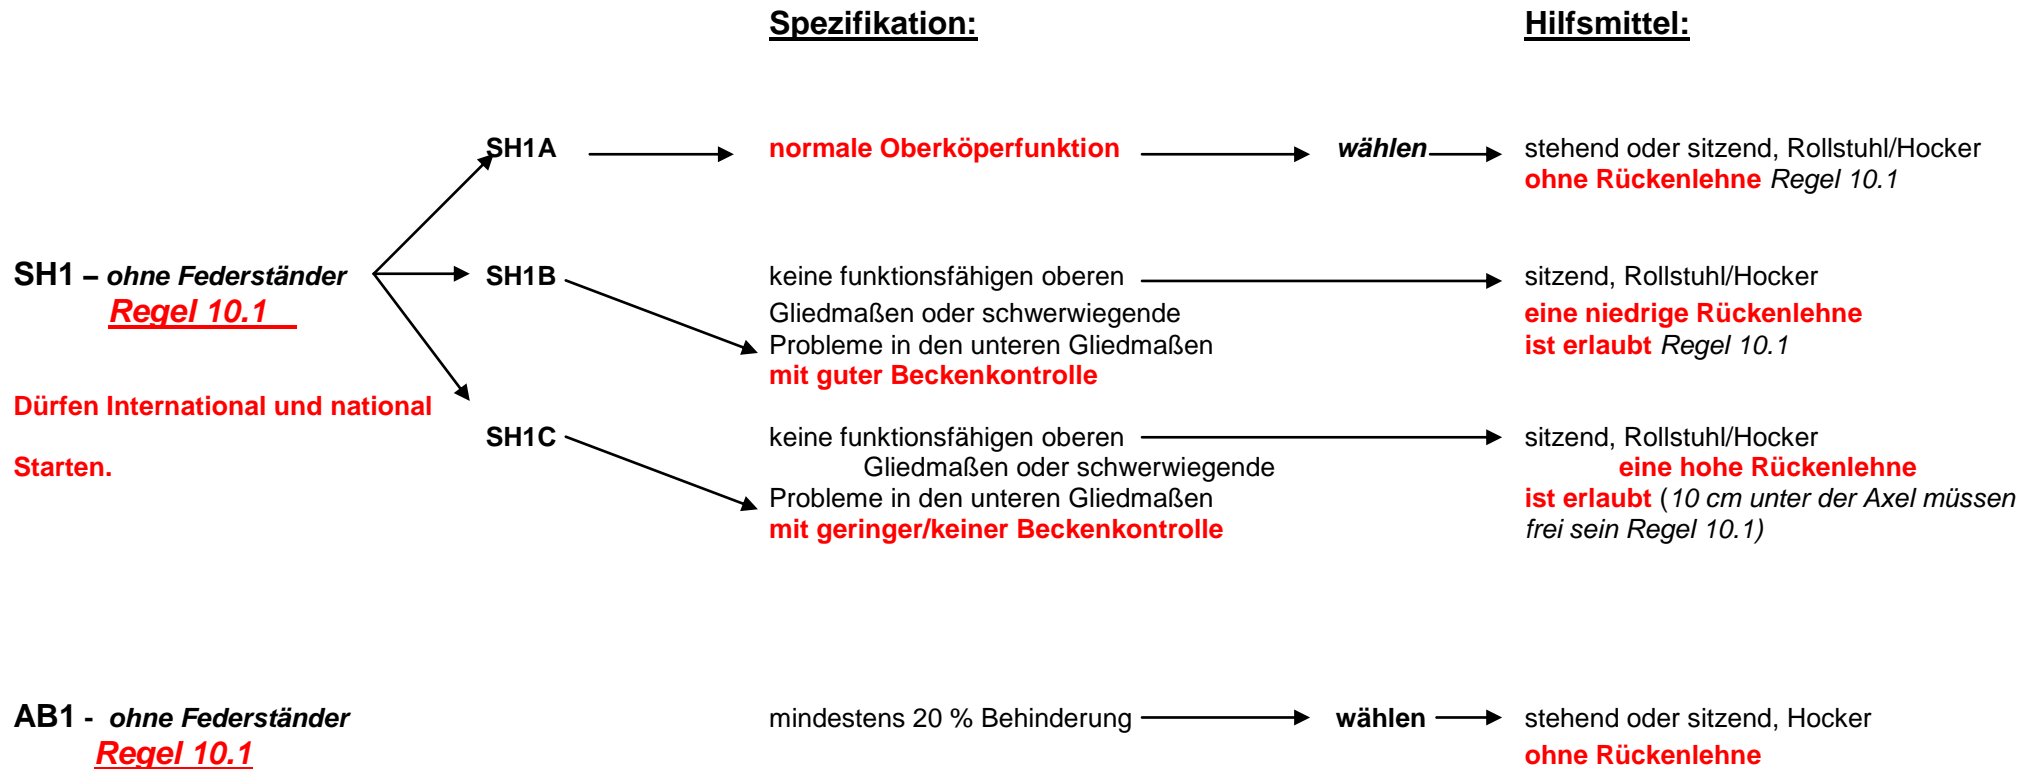 Spezifikation: Hilfsmittel:
SH1A normale Oberköperfunktion wählen stehend oder sitzend, Rollstuhl/Hocker
ohne Rückenlehne Regel 10.1
SH1 – ohne Federständer SH1B keine funktionsfähigen oberen sitzend, Rollstuhl/Hocker
Regel 10.1 Gliedmaßen oder schwerwiegende eine niedrige Rückenlehne
Probleme in den unteren Gliedmaßen ist erlaubt Regel 10.1
mit guter Beckenkontrolle
Dürfen International und national
SH1C keine funktionsfähigen oberen sitzend, Rollstuhl/Hocker
Starten. Gliedmaßen oder schwerwiegende eine hohe Rückenlehne
Probleme in den unteren Gliedmaßen ist erlaubt (10 cm unter der Axel müssen
mit geringer/keiner Beckenkontrolle frei sein Regel 10.1)
AB1 - ohne Federständer mindestens 20 % Behinderung wählen stehend oder sitzend, Hocker
Regel 10.1 ohne Rückenlehne